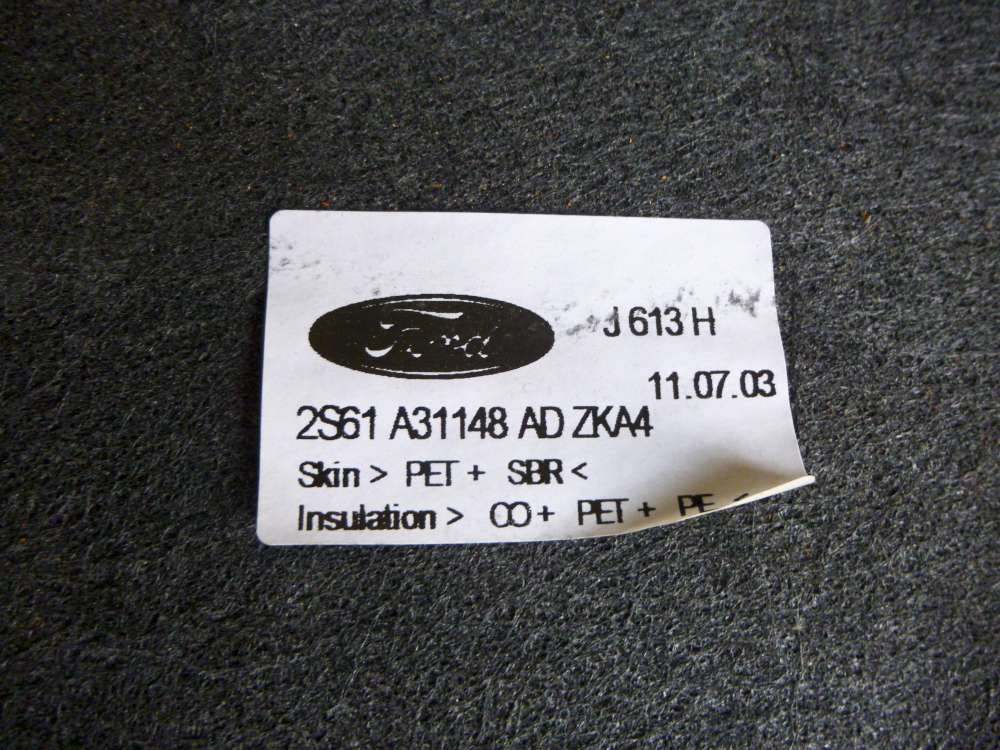 Ford
J 613 H
11.07.03
2S61 A31148 AD ZKA4
Skin > PET + SBR <
Insulation > CO + PET + PE <